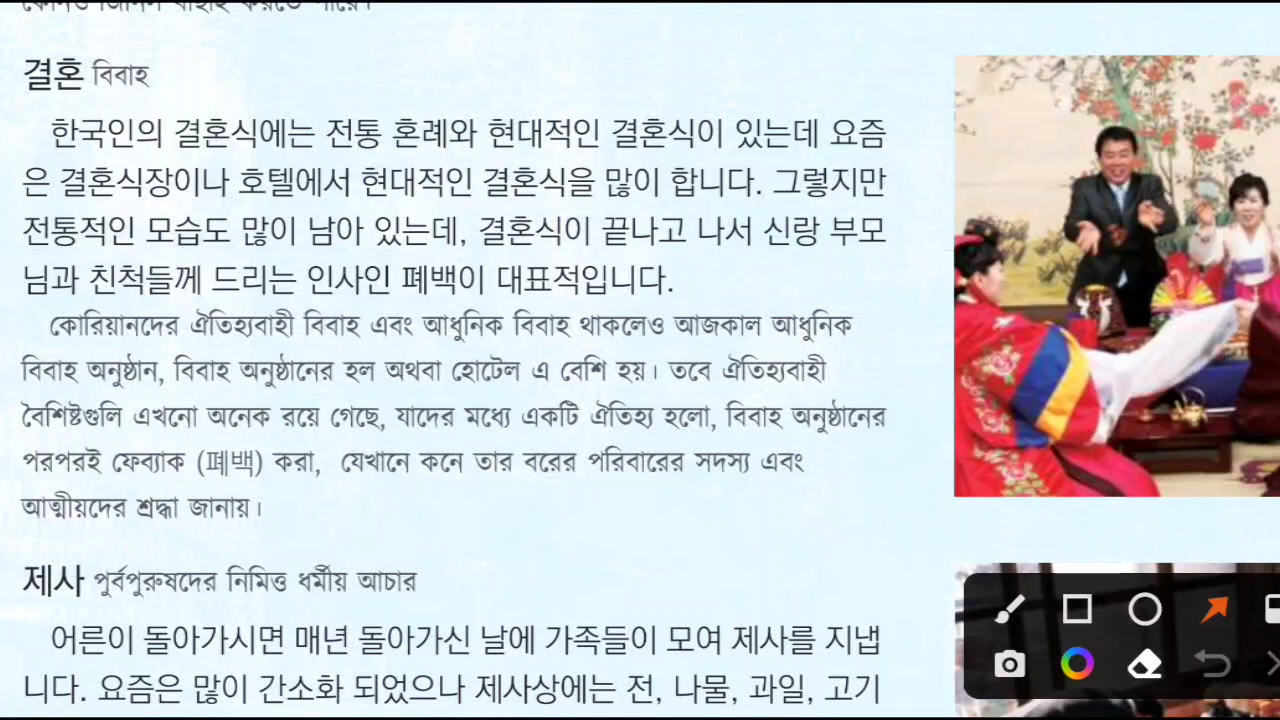 결혼 বিবাহ
한국인의 결혼식에는 전통 혼례와 현대적인 결혼식이 있는데 요즘
은 결혼식장이나 호텔에서 현대적인 결혼식을 많이 합니다. 그렇지만
전통적인 모습도 많이 남아 있는데, 결혼식이 끝나고 나서 신랑 부모
님과 친척들께 드리는 인사인 폐백이 대표적입니다.
কোরিয়ানদের ঐতিহ্যবাহী বিবাহ এবং আধুনিক বিবাহ থাকলেও আজকাল আধুনিক
বিবাহ অনুষ্ঠান, বিবাহ অনুষ্ঠানের হল অথবা হোটেল এ বেশি হয়। তবে ঐতিহ্যবাহী
বৈশিষ্টগুলি এখনো অনেক রয়ে গেছে, যাদের মধ্যে একটি ঐতিহ্য হলো, বিবাহ অনুষ্ঠানের
পরপরই ফেব্যাক (폐백) করা, যেখানে কনে তার বরের পরিবারের সদস্য এবং
আত্মীয়দের শ্রদ্ধা জানায়।
제사 পুর্বপুরুষদের নিমিত্ত ধর্মীয় আচার
어른이 돌아가시면 매년 돌아가신 날에 가족들이 모여 제사를 지냅
니다. 요즘은 많이 간소화 되었으나 제사상에는 전, 나물, 과일, 고기